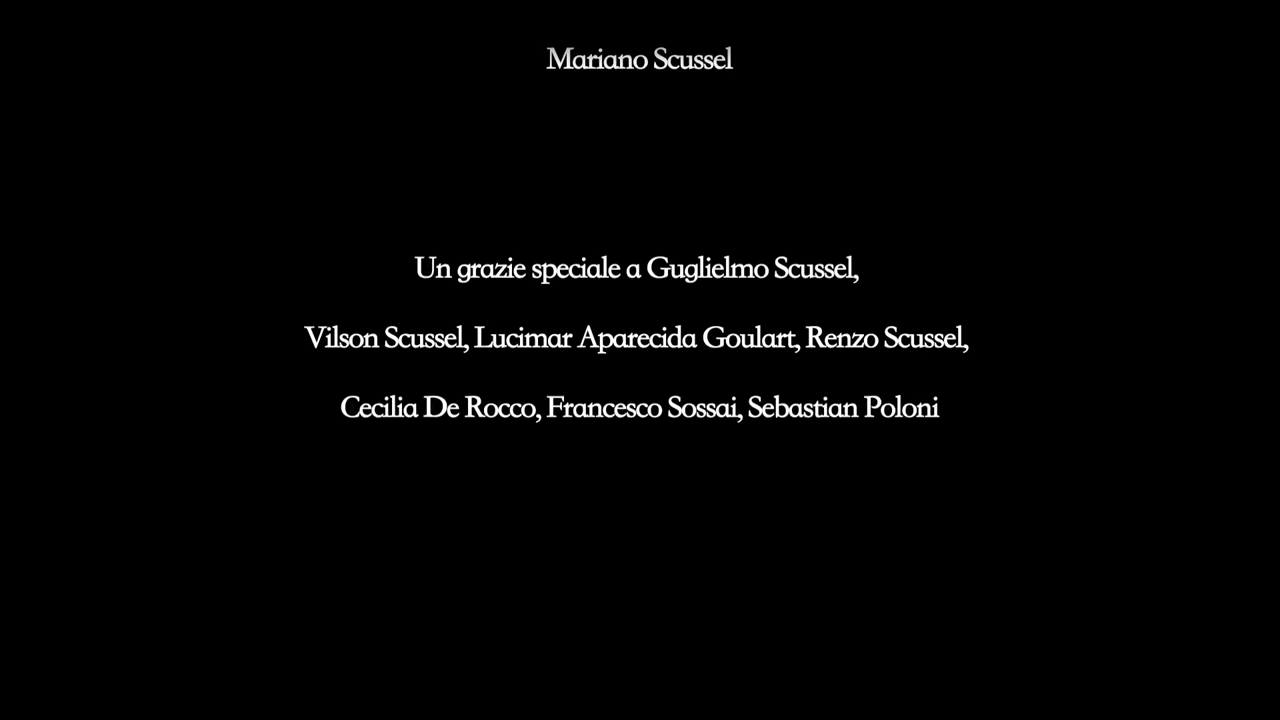 Mariano Scussel
Un grazie speciale a Guglielmo Scussel,
Vilson Scussel, Lucimar Aparecida Goulart, Renzo Scussel,
Cecilia De Rocco, Francesco Sossai, Sebastian Poloni